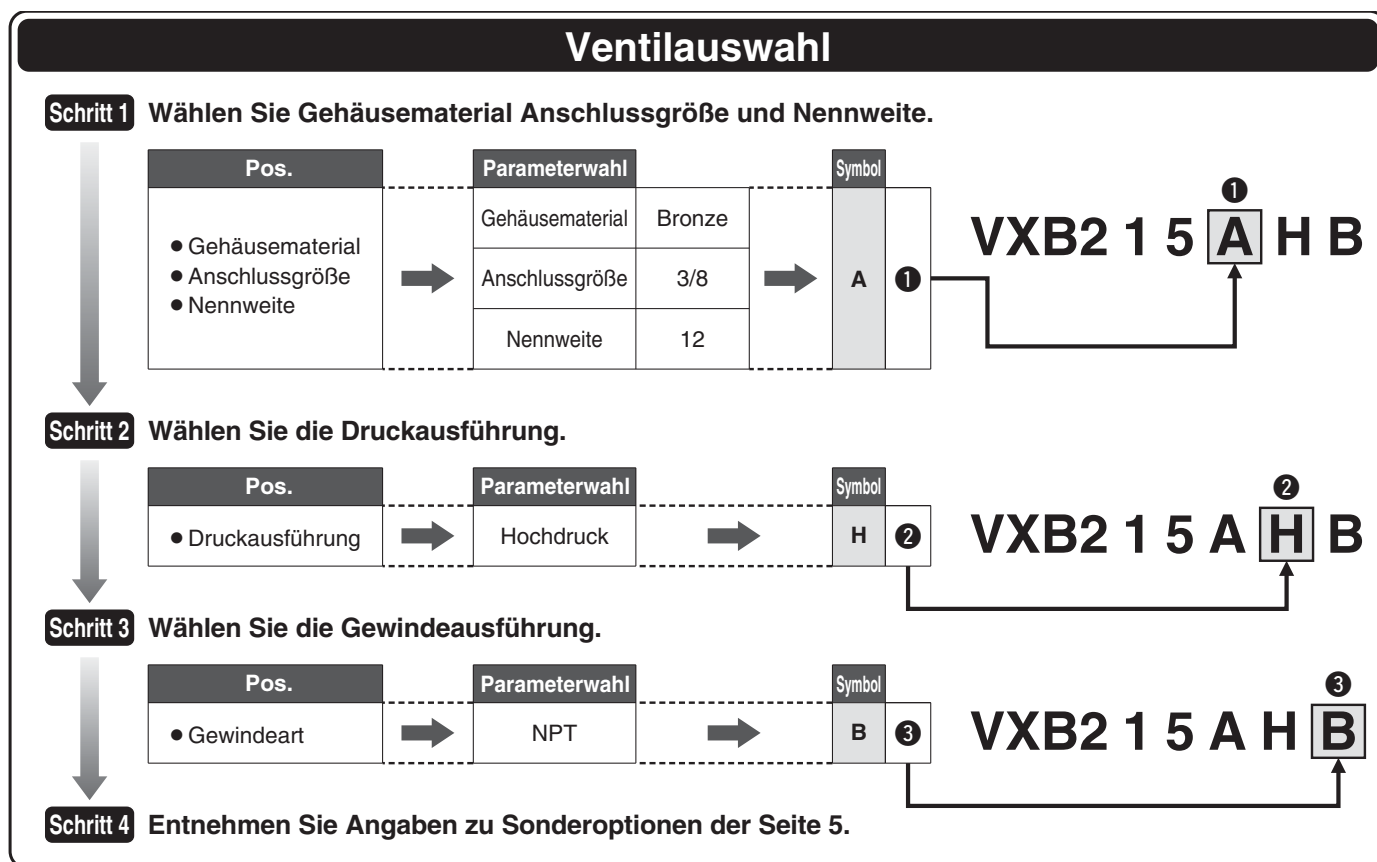 Ventilauswahl
Schritt 1 Wählen Sie Gehäusematerial Anschlussgröße und Nennweite.
Pos. Parameterwahl Symbol
● Gehäusematerial
● Anschlussgröße
● Nennweite
Gehäusematerial Bronze
Anschlussgröße 3/8
Nennweite 12
A ❶
❶
VXB2 1 5 A H B
Schritt 2 Wählen Sie die Druckausführung.
Pos. Parameterwahl Symbol
● Druckausführung Hochdruck H ❷
❷
VXB2 1 5 A H B
Schritt 3 Wählen Sie die Gewindeausführung.
Pos. Parameterwahl Symbol
● Gewindeart NPT B ❸
❸
VXB2 1 5 A H B
Schritt 4 Entnehmen Sie Angaben zu Sonderoptionen der Seite 5.